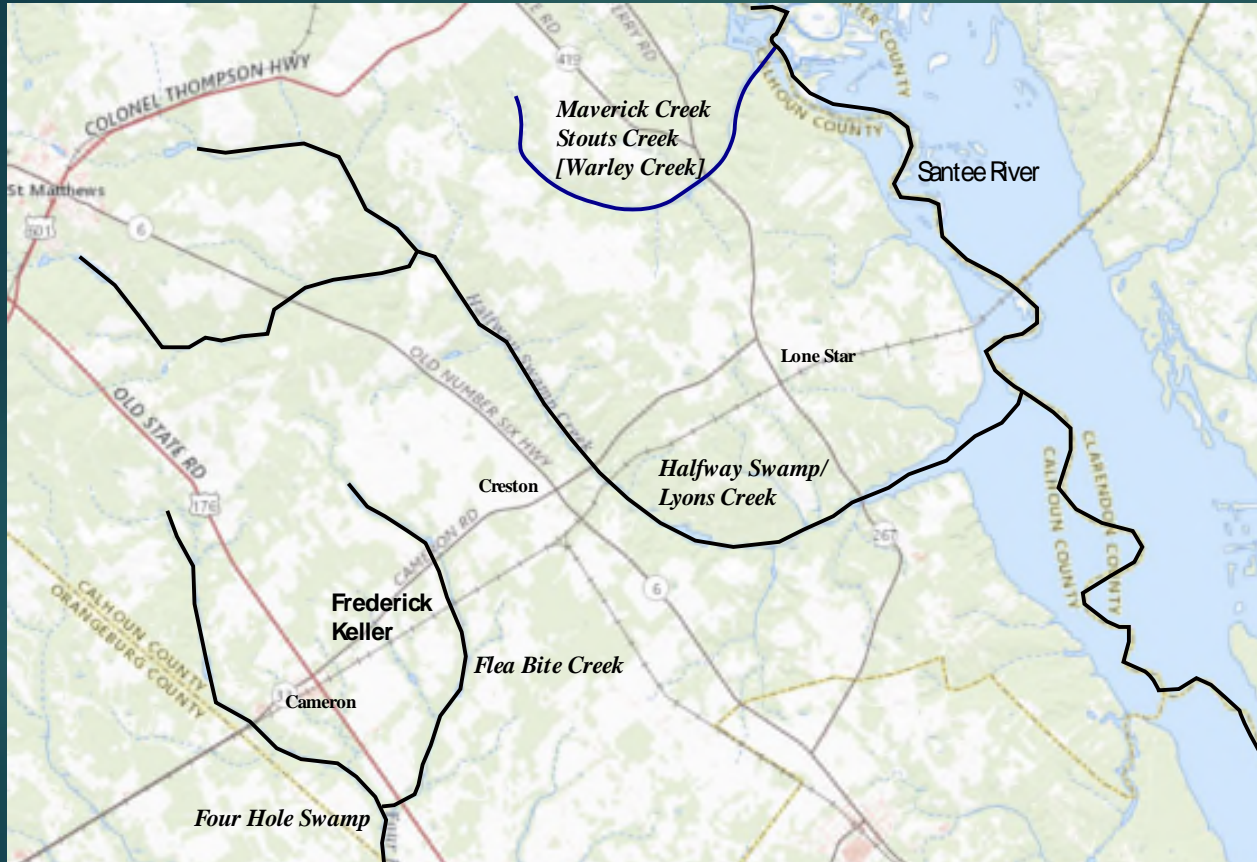 COLONEL THOMPSON HWY
419
Maverick Creek
Stouts Creek
[Warley Creek]
CALHOUN COUNTY
Santee River
St Matthews
601
6
Halfway Swamp Creek
OLD NUMBER SIX HWY
Lone Star
OLD STATE RD
176
Creston
Halfway Swamp/
Lyons Creek
CAMERON RD
267
CLARENDON COUNTY
CALHOUN COUNTY
6
CALHOUN COUNTY
ORANGEBURG COUNTY
Frederick
Keller
Flea Bite Creek
Cameron
Four Hole Swamp